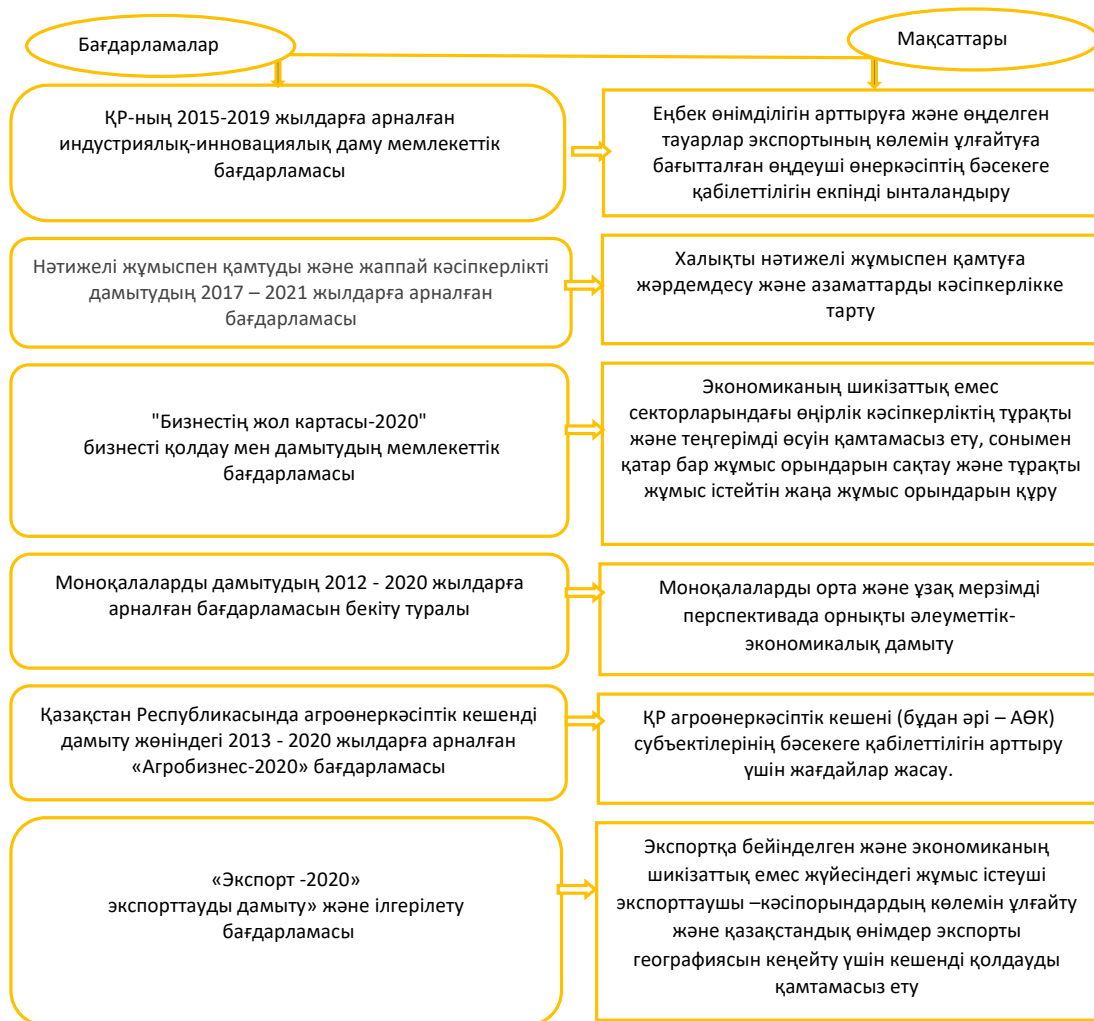 Бағдарламалар
Мақсаттары
ҚР-ның 2015-2019 жылдарға арналған
индустриялық-инновациялық даму мемлекеттік
бағдарламасы
Еңбек өнімділігін арттыруға және өңделген
тауарлар экспортының көлемін ұлғайтуға
бағытталған өңдеуші өнеркәсіптің бәсекеге
қабілеттілігін екпінді ынталандыру
Нәтижелі жұмыспен қамтуды және жаппай кәсіпкерлікті
дамытудың 2017 – 2021 жылдарға арналған
бағдарламасы
Халықты нәтижелі жұмыспен қамтуға
жәрдемдесу және азаматтарды кәсіпкерлікке
тарту
"Бизнестің жол картасы-2020"
бизнесті қолдау мен дамытудың мемлекеттік
бағдарламасы
Экономиканың шикізаттық емес
секторларындағы өңірлік кәсіпкерліктің тұрақты
және теңгерімді өсуін қамтамасыз ету, сонымен
қатар бар жұмыс орындарын сақтау және тұрақты
жұмыс істейтін жаңа жұмыс орындарын құру
Моноқалаларды дамытудың 2012 - 2020 жылдарға
арналған бағдарламасын бекіту туралы
Моноқалаларды орта және ұзақ мерзімді
перспективада орнықты әлеуметтік-
экономикалық дамыту
Қазақстан Республикасында агроөнеркәсіптік кешенді
дамыту жөніндегі 2013 - 2020 жылдарға арналған
«Агробизнес-2020» бағдарламасы
ҚР агроөнеркәсіптік кешені (бұдан әрі – АӨК)
субъектілерінің бәсекеге қабілеттілігін арттыру
үшін жағдайлар жасау.
«Экспорт -2020»
экспорттауды дамыту» және ілгерілету
бағдарламасы
Экспортқа бейінделген және экономиканың
шикізаттық емес жүйесіндегі жұмыс істеуші
экспорттаушы –кәсіпорындардың көлемін ұлғайту
және қазақстандық өнімдер экспорты
географиясын кеңейту үшін кешенді қолдауды
қамтамасыз ету